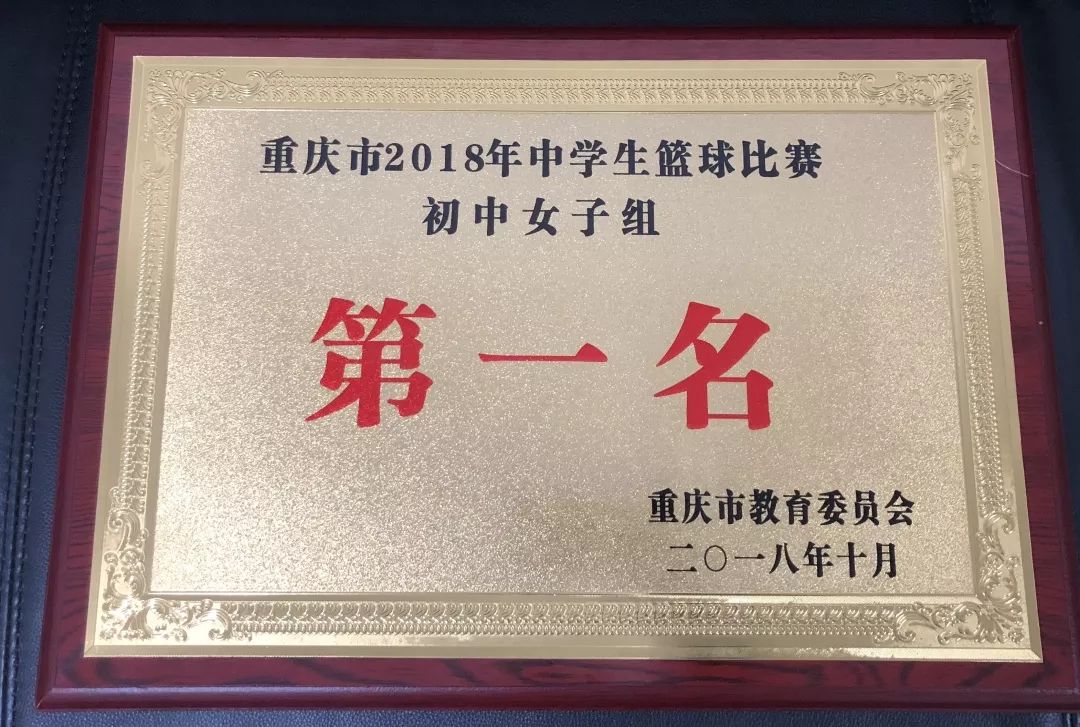 重庆市2018年中学生篮球比赛
初中女子组
第一名
重庆市教育委员会
二〇一八年十月